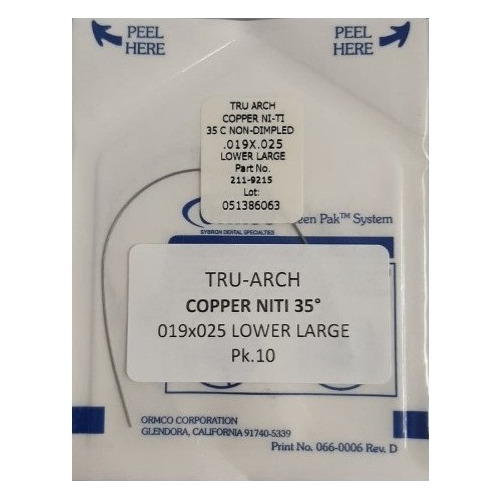 PEEL HERE
PEEL HERE
TRU ARCH
COPPER NI-TI
35 C NON-DIMPLED
.019X.025
LOWER LARGE
Part No.
211-9215
Lot:
051386063
Pak™ System
SYBRON DENTAL SPECIALTIES
TRU-ARCH
COPPER NITI 35°
019x025 LOWER LARGE
Pk.10
ORMCO CORPORATION
GLENDORA, CALIFORNIA 91740-5339
Print No. 066-0006 Rev. D